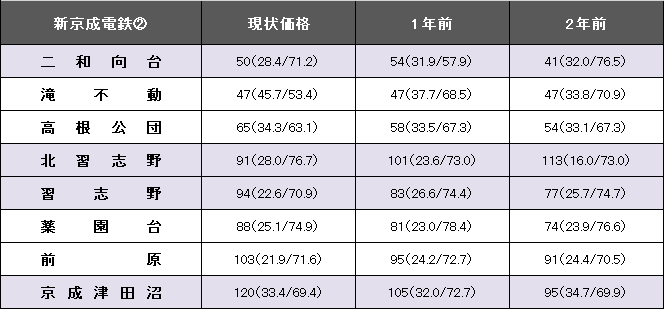 新京成電鉄② 現状価格 1年前 2年前
二和向台 50(28.4/71.2) 54(31.9/57.9) 41(32.0/76.5)
滝不動 47(45.7/53.4) 47(37.7/68.5) 47(33.8/70.9)
高根公団 65(34.3/63.1) 58(33.5/67.3) 54(33.1/67.3)
北習志野 91(28.0/76.7) 101(23.6/73.0) 113(16.0/73.0)
習志野 94(22.6/70.9) 83(26.6/74.4) 77(25.7/74.7)
薬園台 88(25.1/74.9) 81(23.0/78.4) 74(23.9/76.6)
前原 103(21.9/71.6) 95(24.2/72.7) 91(24.4/70.5)
京成津田沼 120(33.4/69.4) 105(32.0/72.7) 95(34.7/69.9)